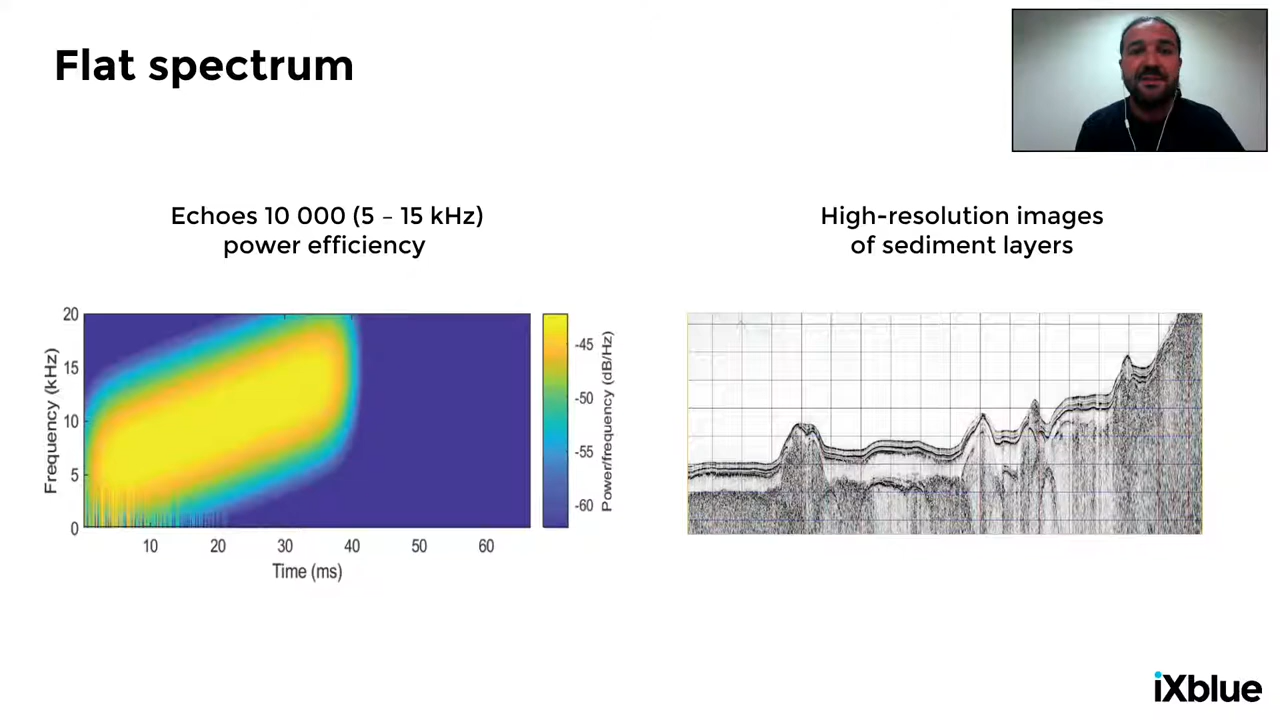 Flat spectrum
Echoes 10 000 (5 – 15 kHz)
power efficiency
High-resolution images
of sediment layers
20
15
10
5
0
Frequency (kHz)
10 20 30 40 50 60
Time (ms)
-45
-50
-55
-60
Power/frequency (dB/Hz)
iXblue